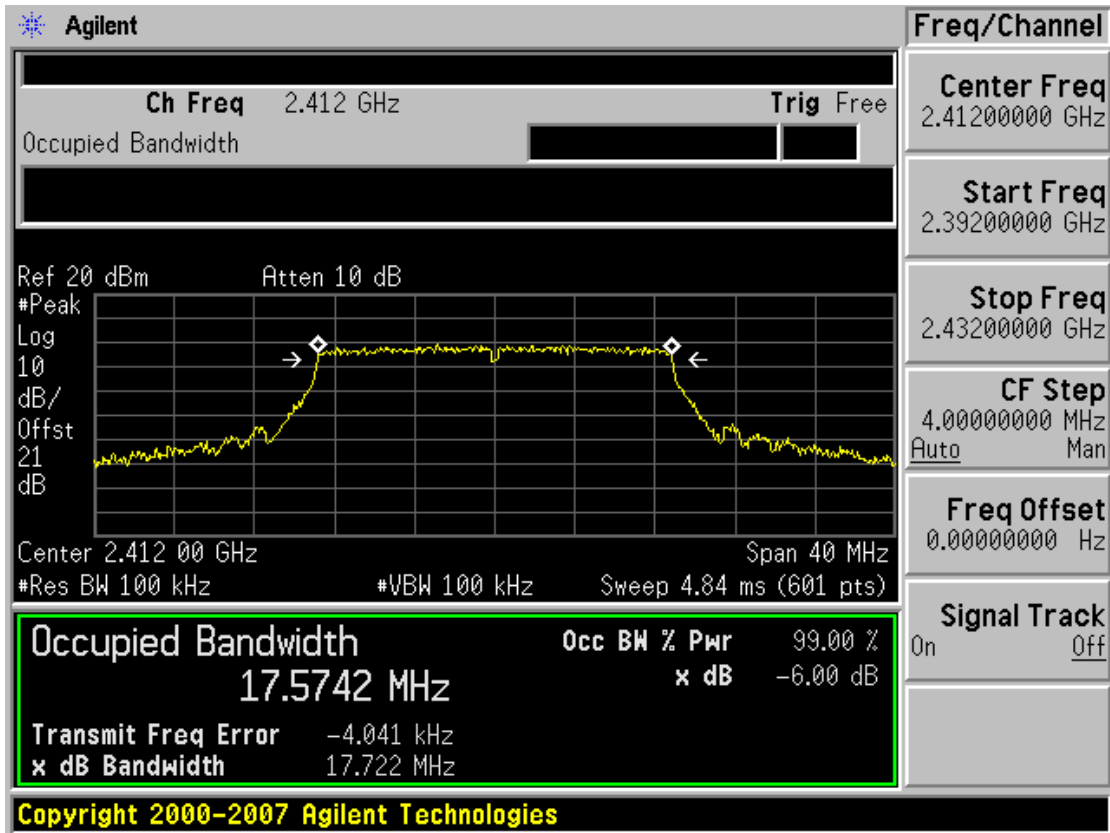 Agilent
Freq/Channel
Ch Freq 2.412 GHz Trig Free
Occupied Bandwidth
Center Freq
2.41200000 GHz
Start Freq
2.39200000 GHz
Stop Freq
2.43200000 GHz
CF Step
4.00000000 MHz
Auto Man
Freq Offset
0.00000000 Hz
Signal Track
On Off
Ref 20 dBm Atten 10 dB
#Peak
Log
10
dB/
Offst
21
dB
Center 2.412 00 GHz Span 40 MHz
#Res BW 100 kHz #VBW 100 kHz Sweep 4.84 ms (601 pts)
Occupied Bandwidth Occ BW % Pwr 99.00 %
17.5742 MHz x dB -6.00 dB
Transmit Freq Error -4.041 kHz
x dB Bandwidth 17.722 MHz
Copyright 2000-2007 Agilent Technologies